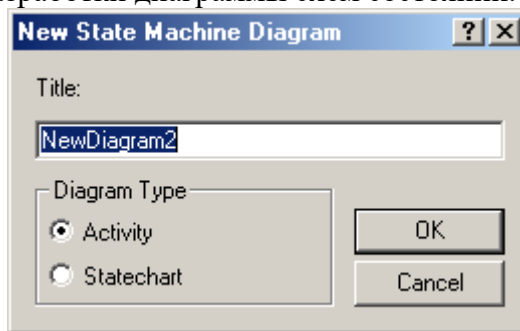 New State Machine Diagram
Title:
NewDiagram2
Diagram Type
Activity
Statechart
OK
Cancel